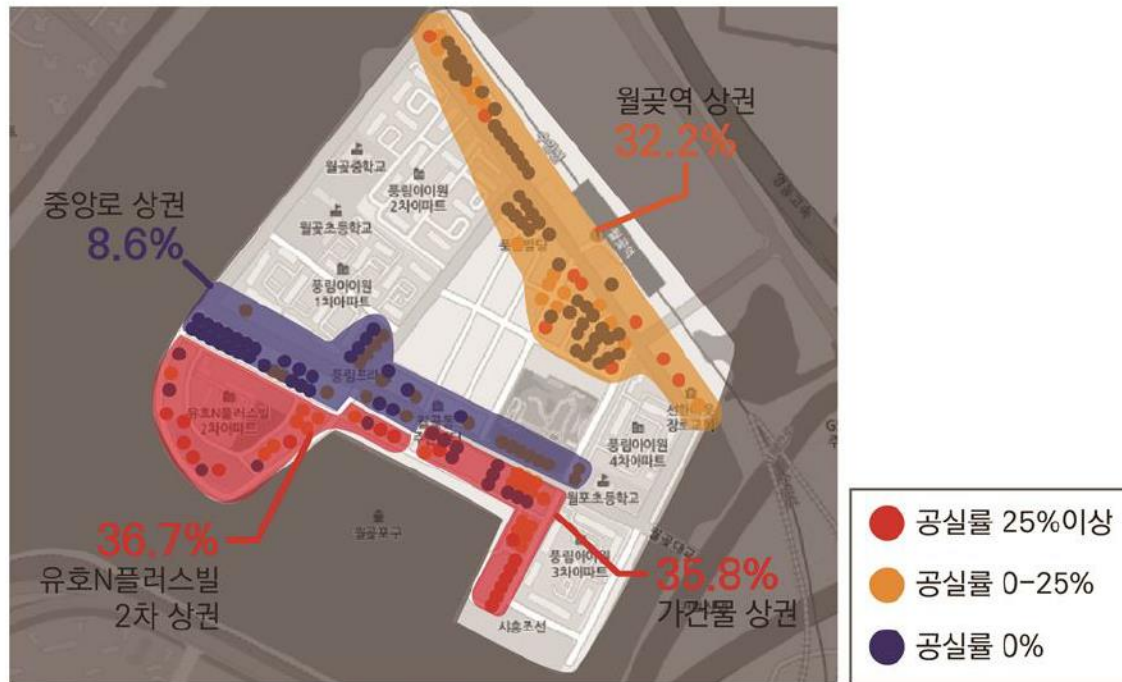 월곶역 상권
32.2%
중앙로 상권
8.6%
월곶중학교
풍림아이원
2차아파트
월곶초등학교
풍림아이원
1차아파트
유호N플러스빌
2차아파트
장로교회
풍림아이원
4차아파트
월포초등학교
월곶포구
풍림아이원
3차아파트
시흥조선
36.7%
유호N플러스빌
2차 상권
35.8%
가건물 상권
공실률 25%이상
공실률 0-25%
공실률 0%